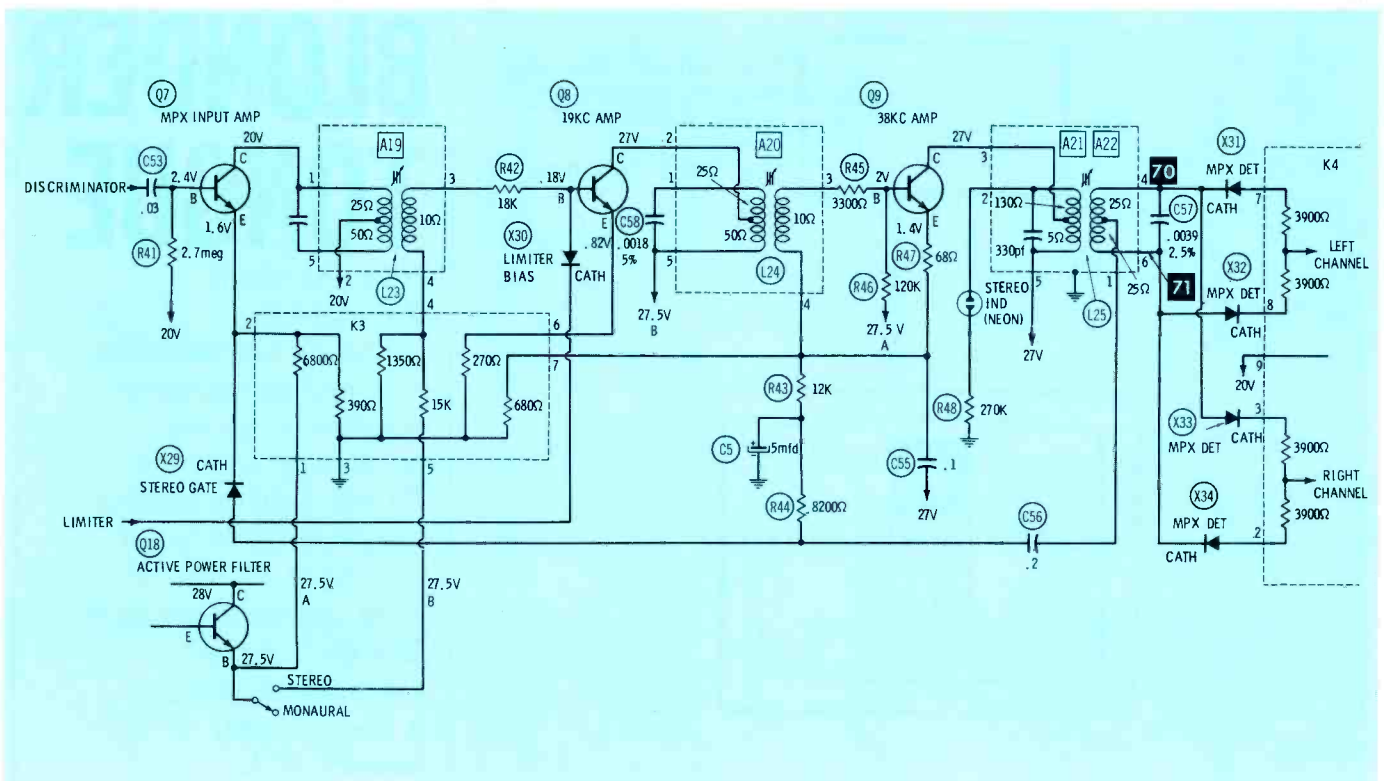 Q7
MPX INPUT AMP
20V
C53
2.4V
DISCRIMINATOR
B
C
E
.03
1.6V
R41
2.7meg
20V
A19
1
3
25Ω
50Ω
10Ω
5
2
20V
L23
4
4
R42
18K
.18V
B
X30
LIMITER
BIAS
CATH
Q8
19KC AMP
27V
.2
C
E
.82V
C58
.0018
5%
1
5
27.5V
B
A20
25Ω
50Ω
10Ω
3
L24
4
R45
3300Ω
Q9
38KC AMP
27V
2V
B
C
E
1.4V
R47
68Ω
R46
120K
27.5 V
A
3
A21
A22
130Ω
5Ω
25Ω
25Ω
330pf
STEREO
IND
(NEON)
5
27V
1
L25
4
6
70
71
C57
.0039
2.5%
X31
MPX DET
CATH
7
X32
MPX DET
CATH
8
K4
3900Ω
LEFT
CHANNEL
3900Ω
9
20V
X33
MPX DET
CATH
3
3900Ω
RIGHT
CHANNEL
3900Ω
X34
MPX DET
CATH
.2
K3
2
6
7
6800Ω
390Ω
1350Ω
15K
270Ω
680Ω
1
3
5
R43
12K
C5
+
5mfd
R44
.8200Ω
R48
270K
C55
.1
27V
C56
.2
X29
CATH
STEREO GATE
LIMITER
Q18
ACTIVE POWER FILTER
28V
C
E
B
27.5V
27.5V
A
27.5V
B
STEREO
MONAURAL